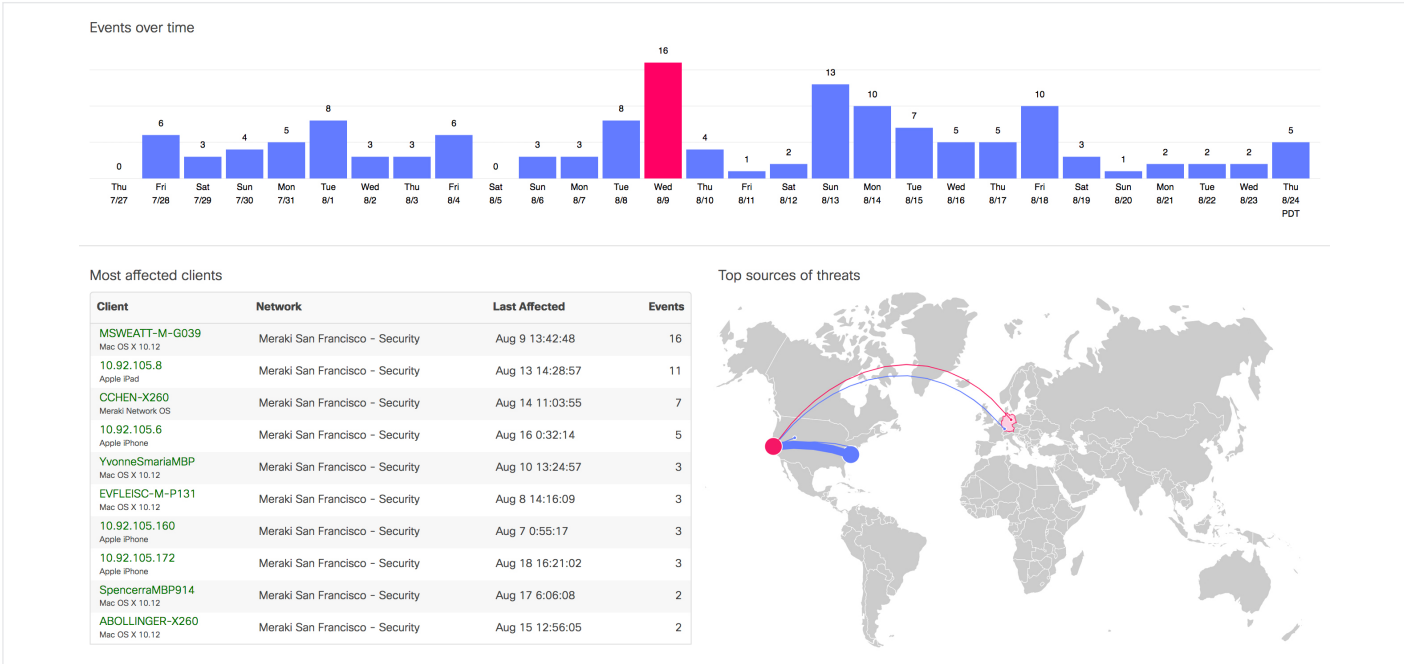 Events over time
16
13
10
10
8
8
7
6
6
5
5
5
5
4
4
3
3
3
3
3
3
2
2
2
2
1
1
0
0
Thu Fri Sat Sun Mon Tue Wed Thu Fri Sat Sun Mon Tue Wed Thu Fri Sat Sun Mon Tue Wed Thu Fri Sat Sun Mon Tue Wed Thu
7/27 7/28 7/29 7/30 7/31 8/1 8/2 8/3 8/4 8/5 8/6 8/7 8/8 8/9 8/10 8/11 8/12 8/13 8/14 8/15 8/16 8/17 8/18 8/19 8/20 8/21 8/22 8/23 8/24
PDT
Most affected clients
Client Network Last Affected Events
MSWEATT-M-G039
Mac OS X 10.12
Meraki San Francisco - Security Aug 9 13:42:48 16
10.92.105.8
Apple iPad
Meraki San Francisco - Security Aug 13 14:28:57 11
CCHEN-X260
Meraki Network OS
Meraki San Francisco - Security Aug 14 11:03:55 7
10.92.105.6
Apple iPhone
Meraki San Francisco - Security Aug 16 0:32:14 5
YvonneSmariaMBP
Mac OS X 10.12
Meraki San Francisco - Security Aug 10 13:24:57 3
EVFLEISC-M-P131
Mac OS X 10.12
Meraki San Francisco - Security Aug 8 14:16:09 3
10.92.105.160
Apple iPhone
Meraki San Francisco - Security Aug 7 0:55:17 3
10.92.105.172
Apple iPhone
Meraki San Francisco - Security Aug 18 16:21:02 3
SpencerraMBP914
Mac OS X 10.12
Meraki San Francisco - Security Aug 17 6:06:08 2
ABOLLINGER-X260
Mac OS X 10.12
Meraki San Francisco - Security Aug 15 12:56:05 2
Top sources of threats